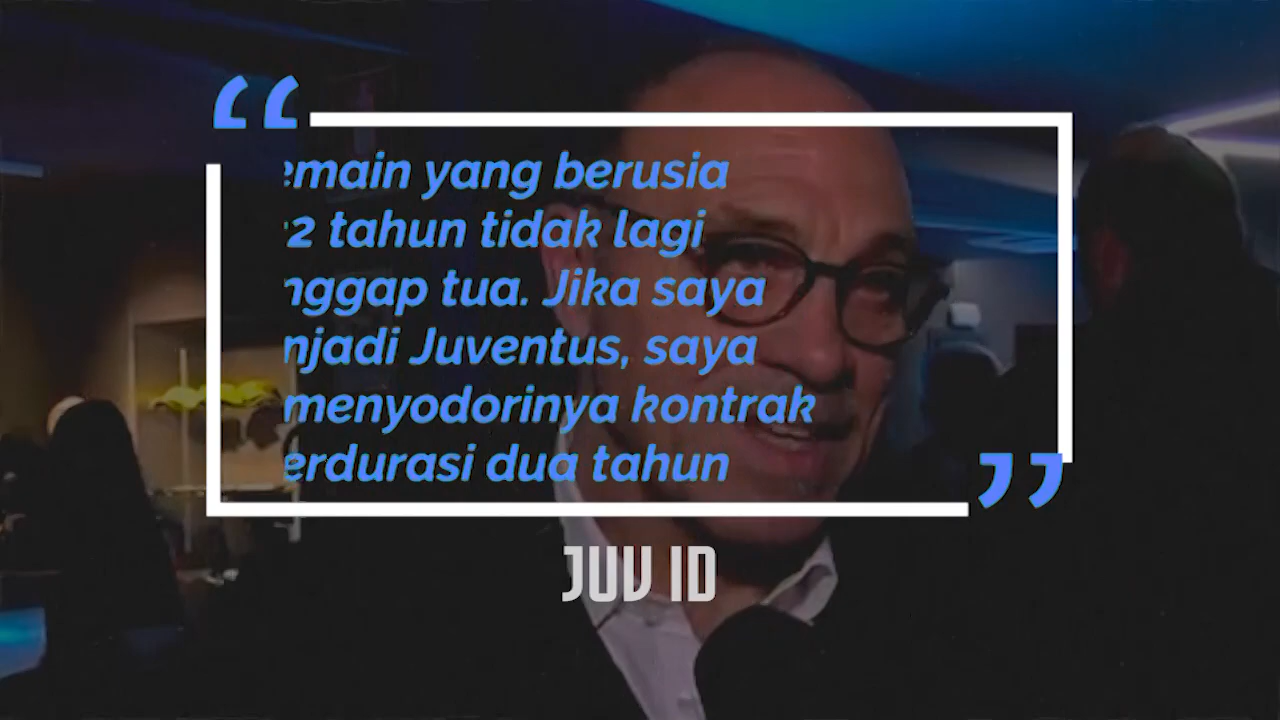 emain yang berusia
2 tahun tidak lagi
nggap tua. Jika saya
njadi Juventus, saya
menyodorinya kontrak
erdurasi dua tahun
JUV ID